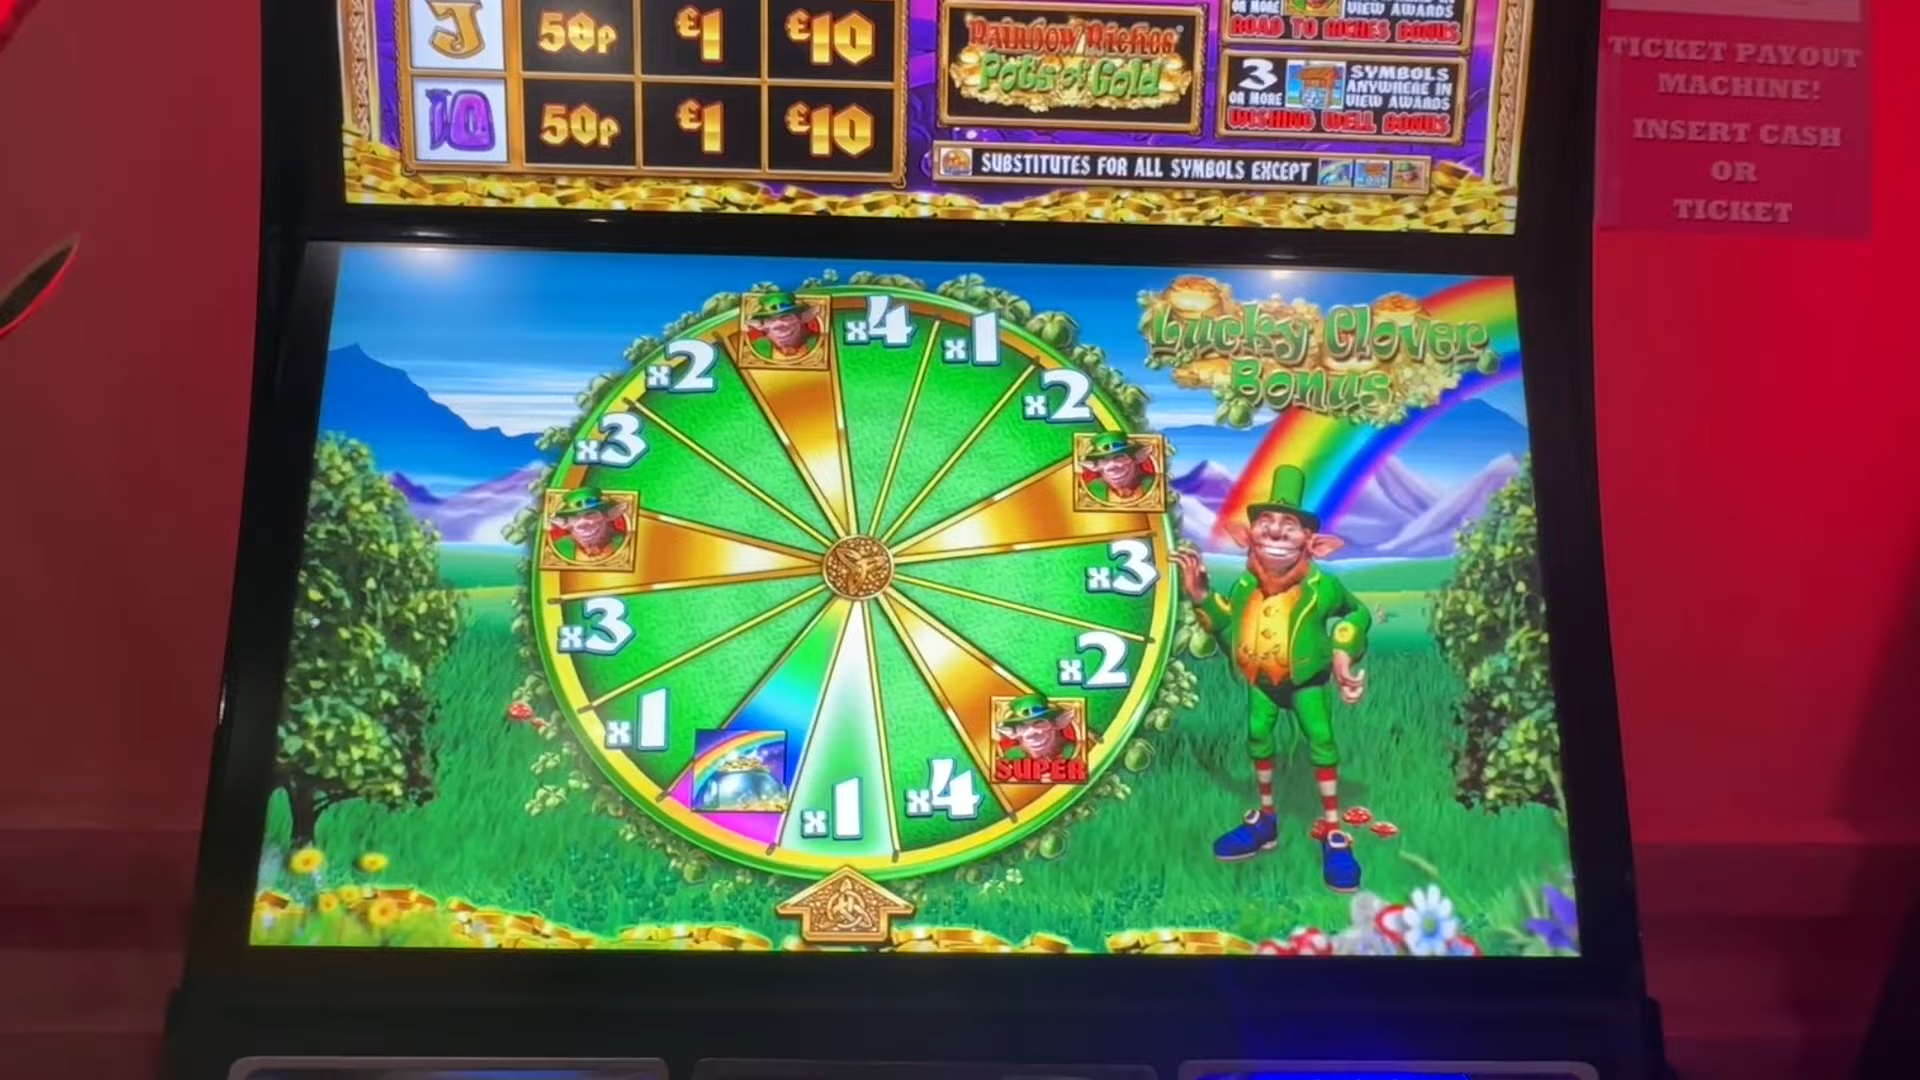 J 50p £1 £10
10 50p £1 £10
Rainbow Riches
Pots of Gold
OR MORE VIEW AWARDS
ROAD TO RICHES BONUS
3 SYMBOLS
ANYWHERE IN
OR MORE VIEW AWARDS
WISHING WELL BONUS
SUBSTITUTES FOR ALL SYMBOLS EXCEPT
TICKET PAYOUT
MACHINE!
INSERT CASH
OR
TICKET
Lucky Clover
Bonus
x4
x1
x2
x2
x3
x3
x3
x2
x1
x1
x4
SUPER